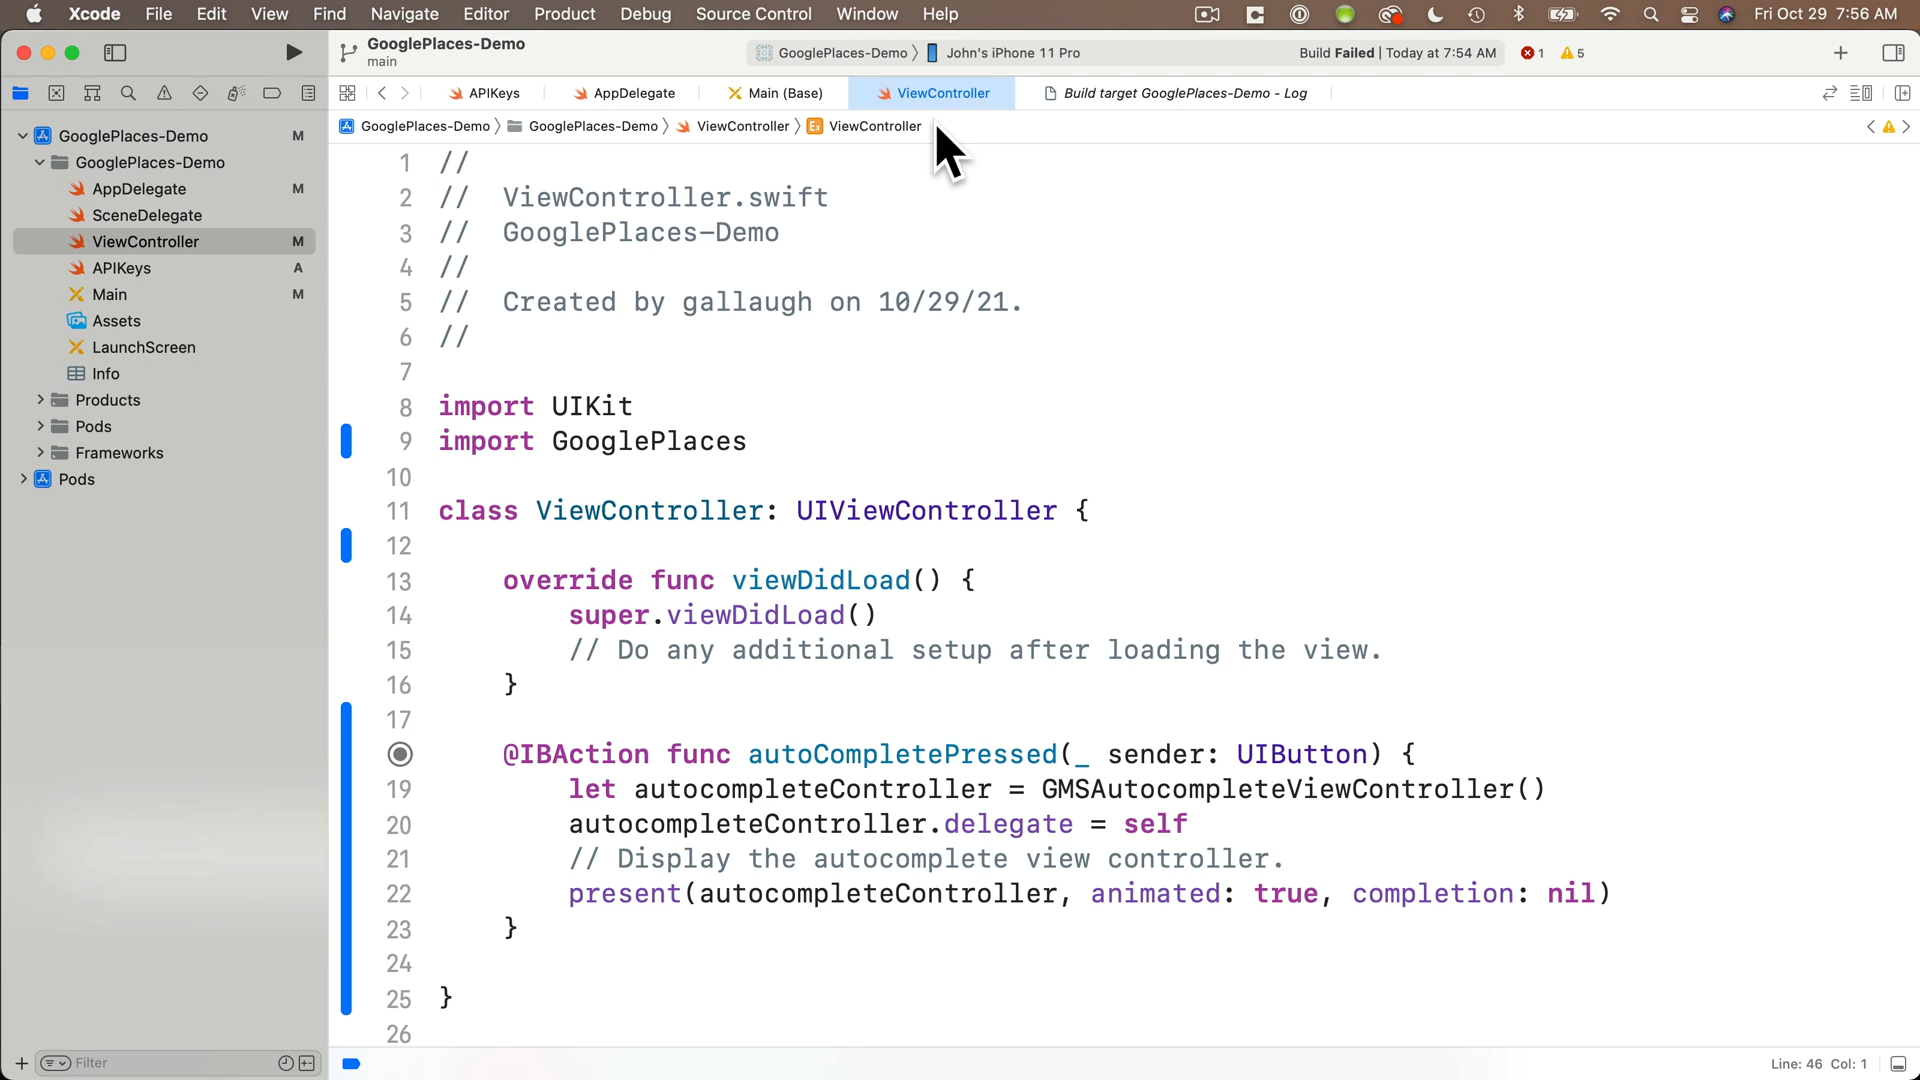 Xcode File Edit View Find Navigate Editor Product Debug Source Control Window Help Fri Oct 29 7:56 AM
GooglePlaces-Demo
main
GooglePlaces-Demo John's iPhone 11 Pro Build Failed | Today at 7:54 AM 1 5
APIKeys AppDelegate Main (Base) ViewController Build target GooglePlaces-Demo - Log
GooglePlaces-Demo GooglePlaces-Demo ViewController Ex ViewController
GooglePlaces-Demo M
GooglePlaces-Demo
AppDelegate M
SceneDelegate
ViewController M
APIKeys A
Main M
Assets
LaunchScreen
Info
Products
Pods
Frameworks
Pods
Filter
1 //
2 // ViewController.swift
3 // GooglePlaces-Demo
4 //
5 // Created by gallaugh on 10/29/21.
6 //
7
8 import UIKit
9 import GooglePlaces
10
11 class ViewController: UIViewController {
12
13 override func viewDidLoad() {
14 super.viewDidLoad()
15 // Do any additional setup after loading the view.
16 }
17
@IBAction func autoCompletePressed(_ sender: UIButton) {
19 let autocompleteController = GMSAutocompleteViewController()
20 autocompleteController.delegate = self
21 // Display the autocomplete view controller.
22 present(autocompleteController, animated: true, completion: nil)
23 }
24
25 }
26
Line: 46 Col: 1